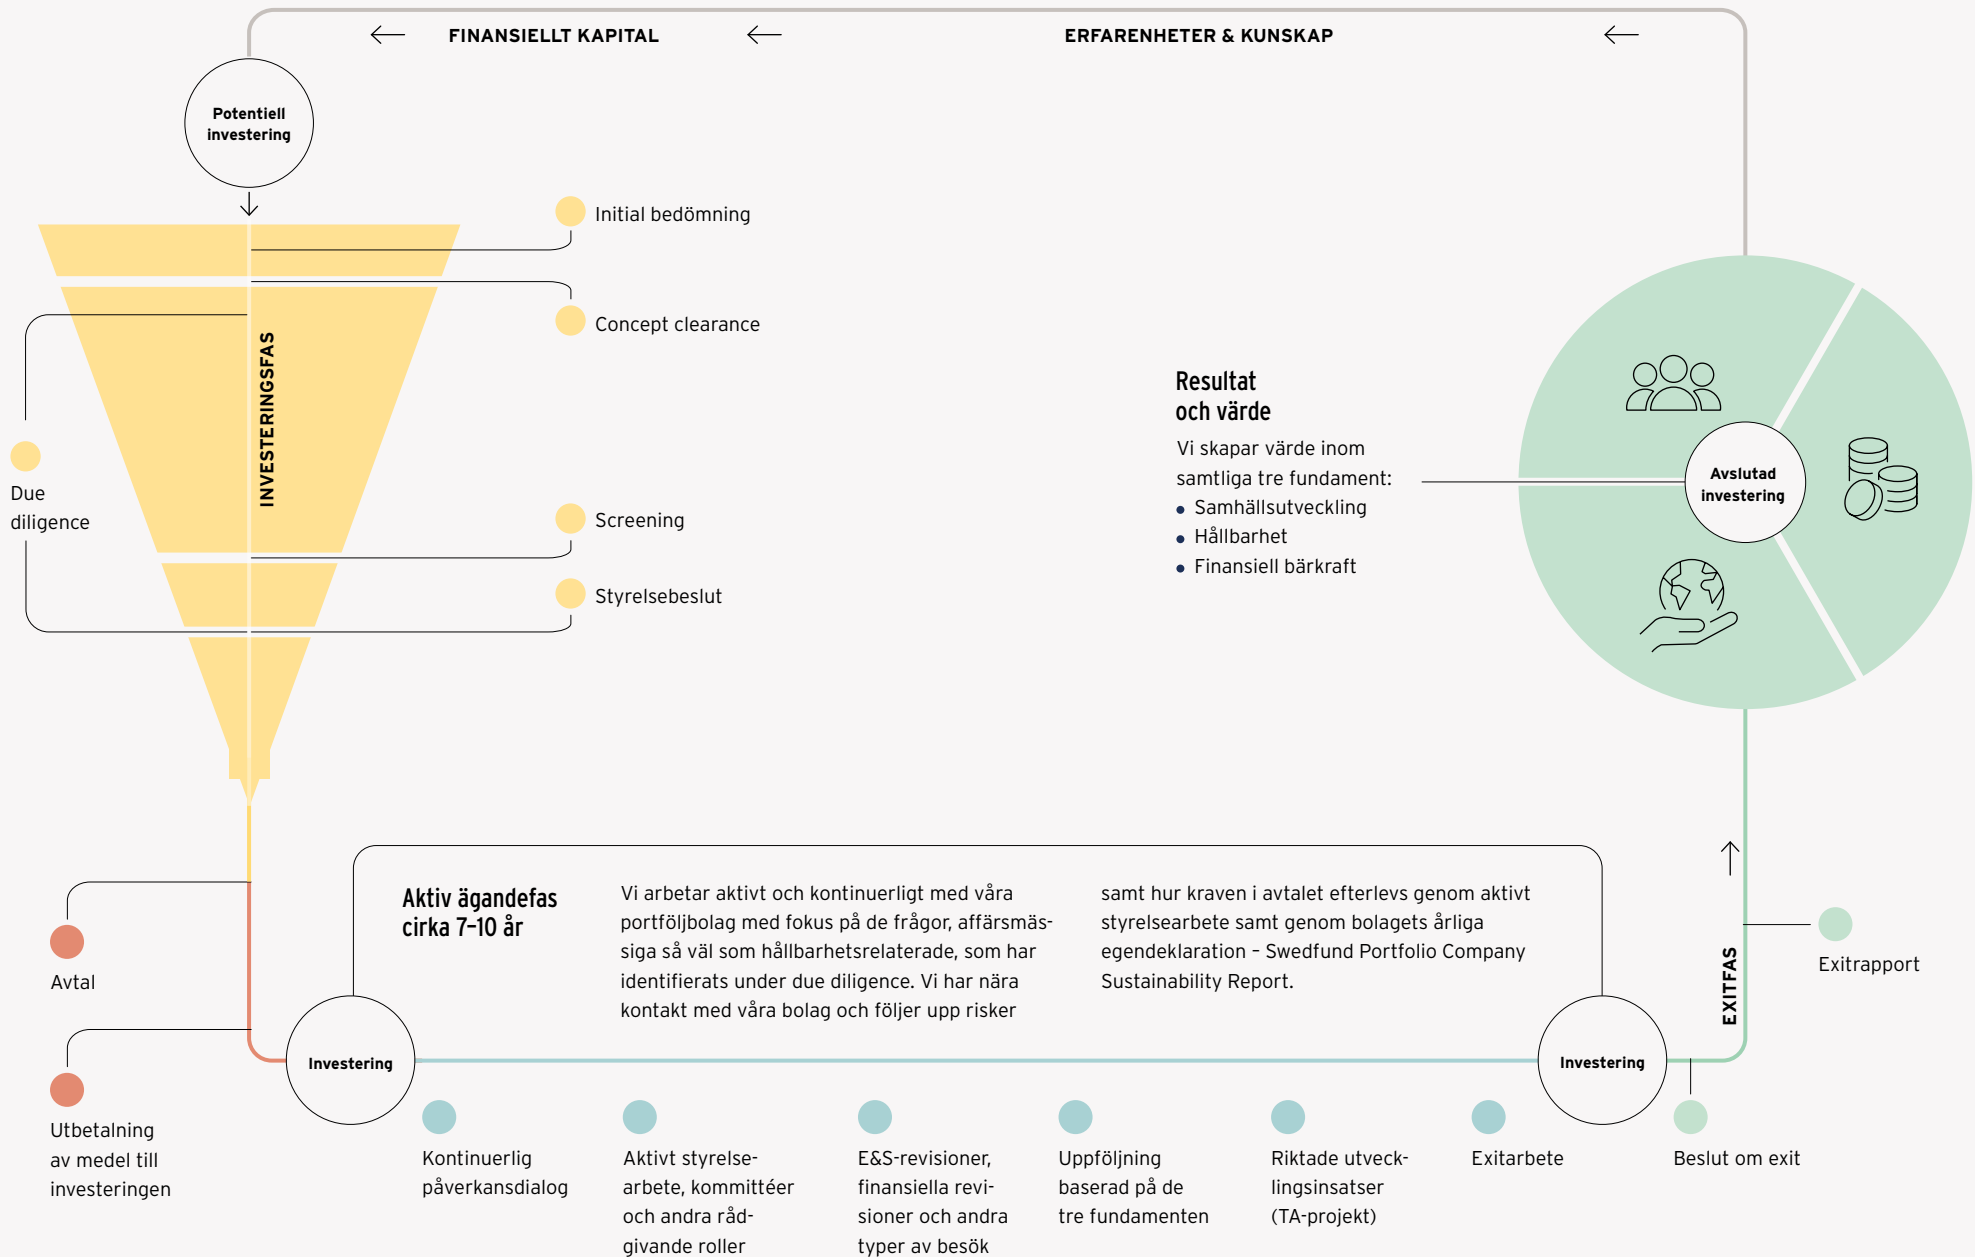 FINANSIELLT KAPITAL
ERFARENHETER & KUNSKAP
Potentiell
investering
Initial bedömning
Concept clearance
INVESTERINGSFAS
Due
diligence
Screening
Styrelsebeslut
Resultat
och värde
Vi skapar värde inom
samtliga tre fundament:
• Samhällsutveckling
• Hållbarhet
• Finansiell bärkraft
Avslutad
investering
Avtal
Utbetalning
av medel till
investeringen
Aktiv ägandefas
cirka 7–10 år
Vi arbetar aktivt och kontinuerligt med våra
portföljbolag med fokus på de frågor, affärsmäs-
siga så väl som hållbarhetsrelaterade, som har
identifierats under due diligence. Vi har nära
kontakt med våra bolag och följer upp risker
samt hur kraven i avtalet efterlevs genom aktivt
styrelsearbete samt genom bolagets årliga
egendeklaration – Swedfund Portfolio Company
Sustainability Report.
Investering
Investering
EXITFAS
Exitrapport
Kontinuerlig
påverkansdialog
Aktivt styrelse-
arbete, kommittéer
och andra råd-
givande roller
E&S-revisioner,
finansiella revi-
sioner och andra
typer av besök
Uppföljning
baserad på de
tre fundamenten
Riktade utveck-
lingsinsatser
(TA-projekt)
Exitarbete
Beslut om exit